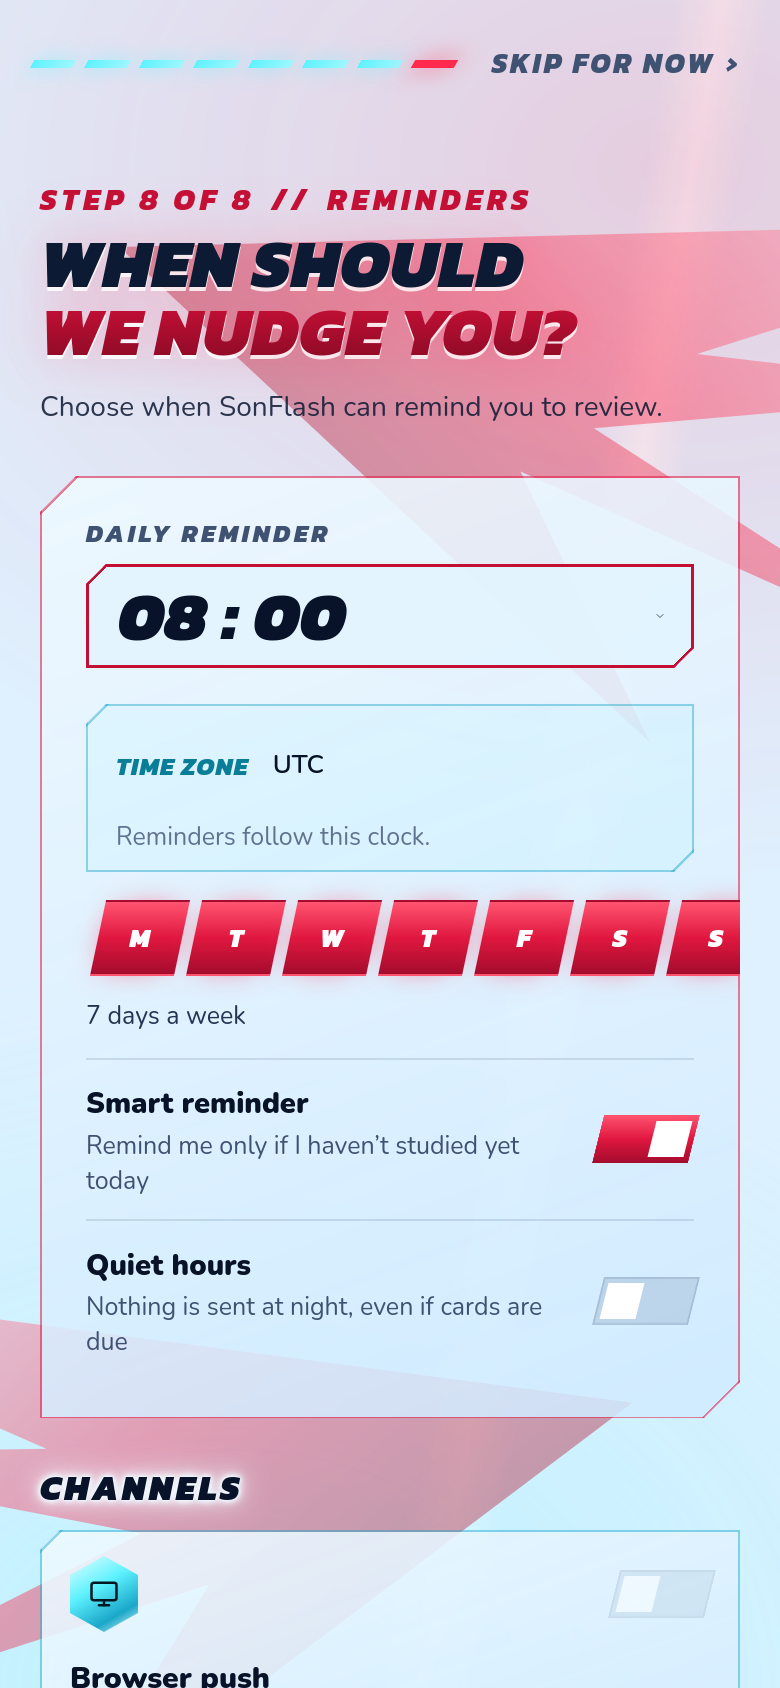 SKIP FOR NOW >
STEP 8 OF 8 // REMINDERS
WHEN SHOULD
WE NUDGE YOU?
Choose when SonFlash can remind you to review.
DAILY REMINDER
08 : 00
TIME ZONE UTC
Reminders follow this clock.
M T W T F S S
7 days a week
Smart reminder
Remind me only if I haven’t studied yet
today
Quiet hours
Nothing is sent at night, even if cards are
due
CHANNELS
Browser push